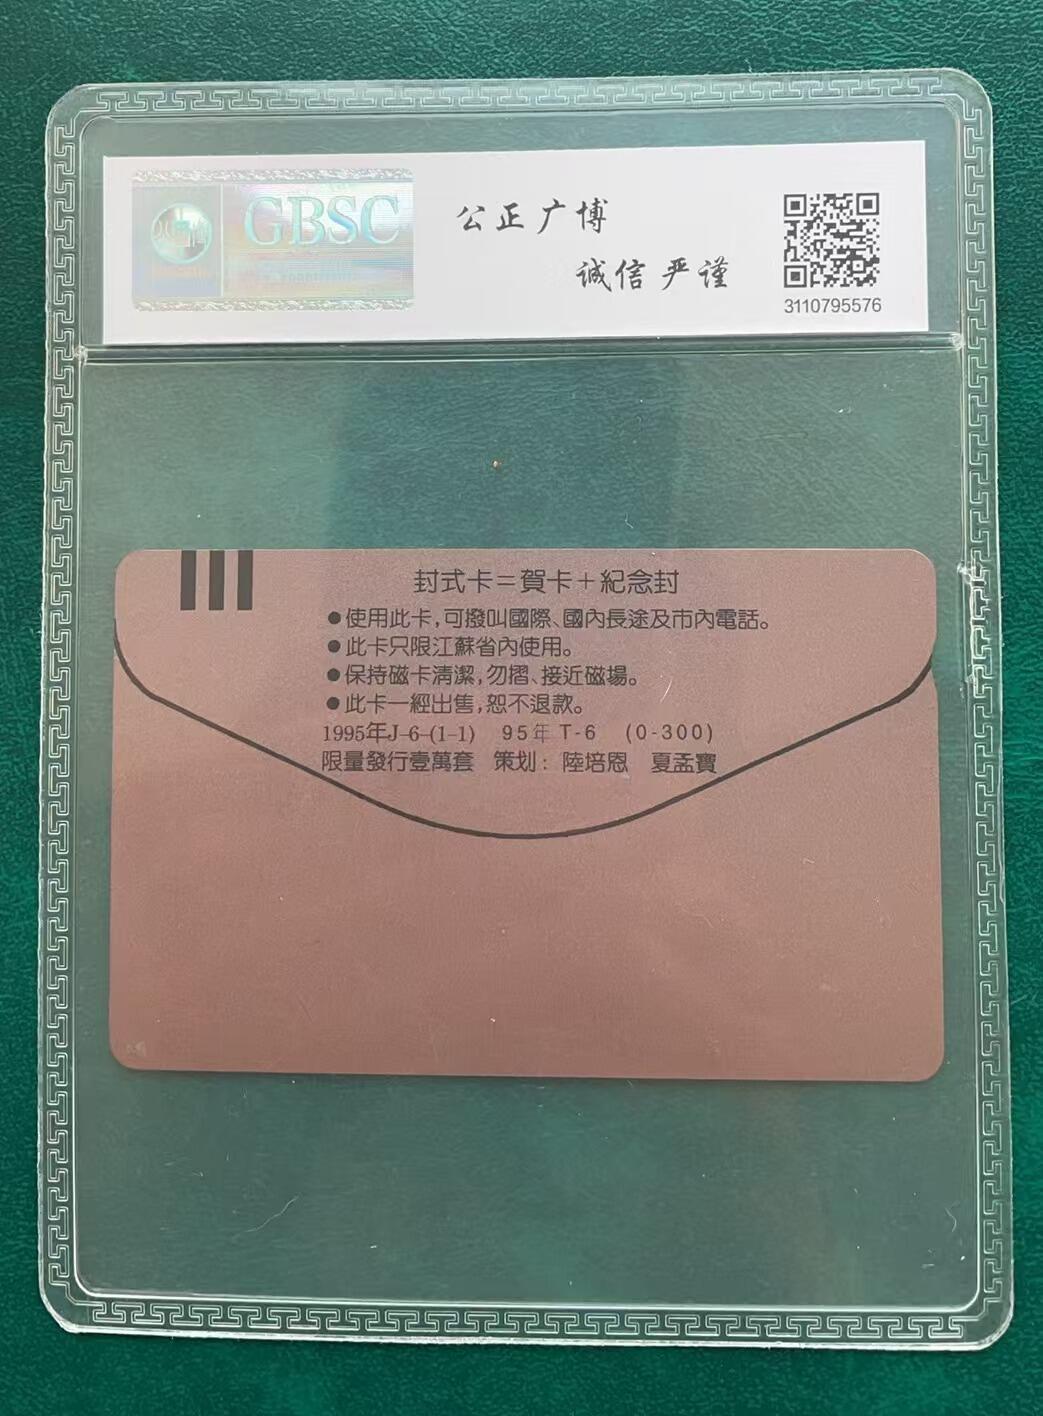 GBSC
公正广博
诚信严谨
3110795576
封式卡＝賀卡＋紀念封
●使用此卡,可撥叫國際、國內長途及市內電話。
●此卡只限江蘇省內使用。
●保持磁卡清潔,勿摺、接近磁場。
●此卡一經出售,恕不退款。
1995年J-6-(1-1) 95年 T-6 (0-300)
限量發行壹萬套 策划：陸培恩 夏孟寶